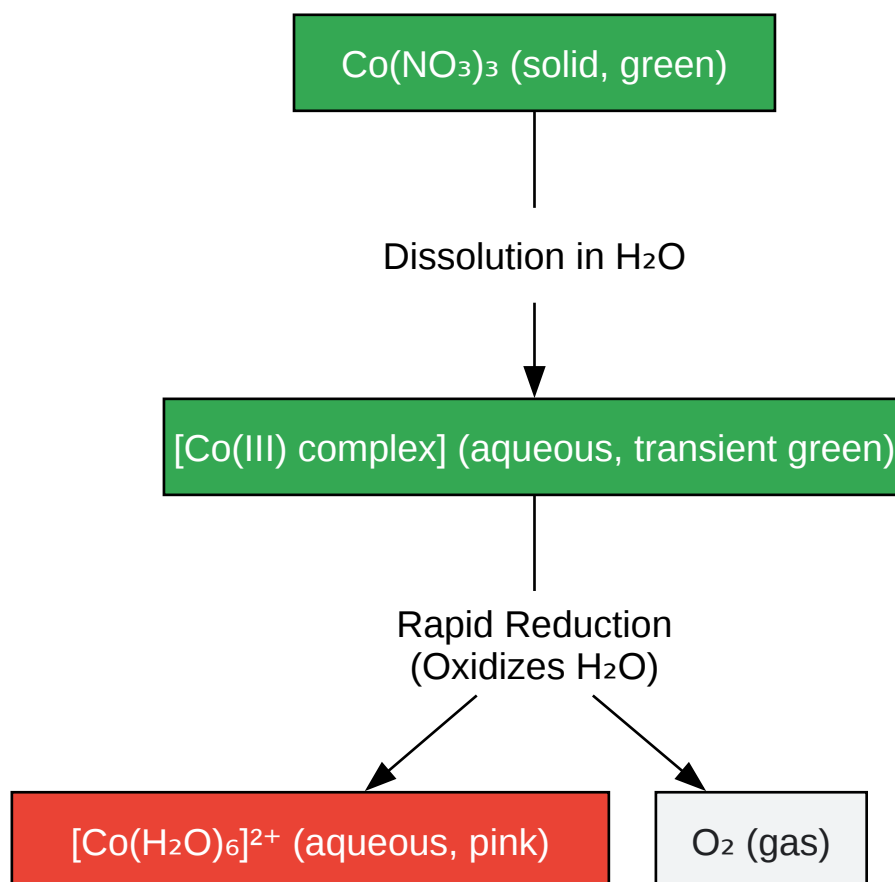 Co(NO₃)₃ (solid, green)
Dissolution in H₂O
[Co(III) complex] (aqueous, transient green)
Rapid Reduction
(Oxidizes H₂O)
[Co(H₂O)₆]²⁺ (aqueous, pink)
O₂ (gas)